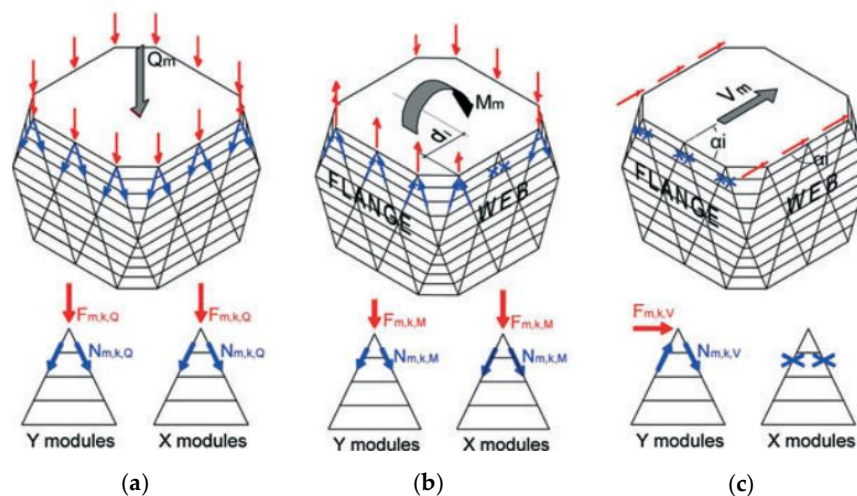 Qm
Mm
di
FLANGE
WEB
Vm
αi
αi
FLANGE
WEB
Fm,k,Q
Fm,k,Q
Nm,k,Q
Nm,k,Q
Y modules
X modules
Fm,k,M
Fm,k,M
Nm,k,M
Nm,k,M
Y modules
X modules
Fm,k,V
Nm,k,V
Y modules
X modules
(a)
(b)
(c)